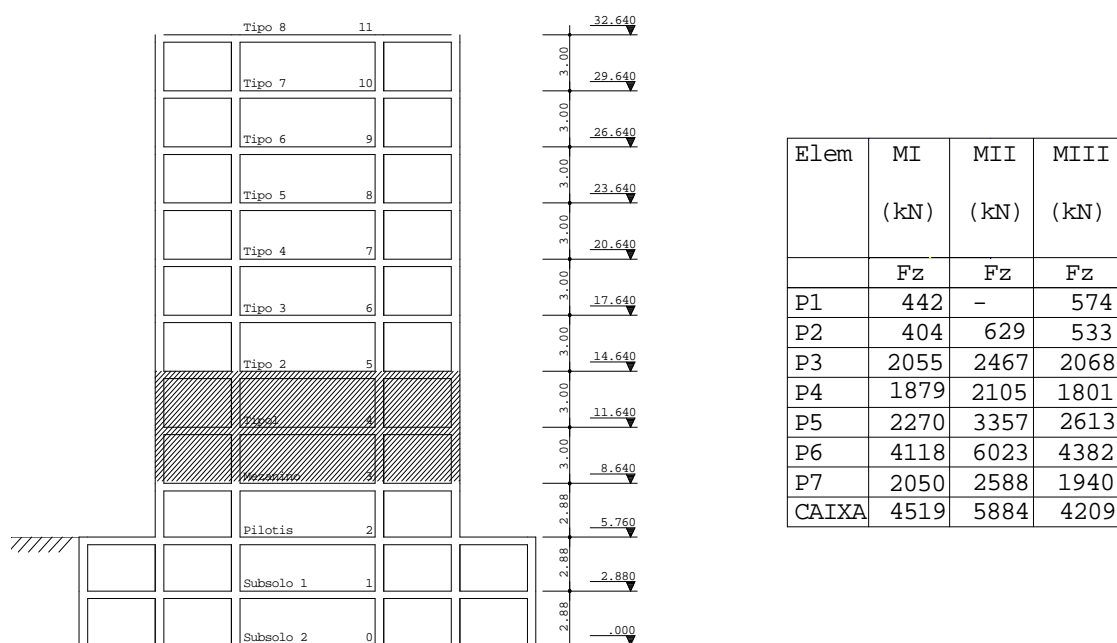 Tipo 8 11
32.640
3.00
Tipo 7 10
29.640
3.00
Tipo 6 9
26.640
3.00
Tipo 5 8
23.640
3.00
Tipo 4 7
20.640
3.00
Tipo 3 6
17.640
3.00
Tipo 2 5
14.640
3.00
Tipo1 4
11.640
3.00
Mezanino 3
8.640
2.88
Pilotis 2
5.760
2.88
Subsolo 1 1
2.880
2.88
Subsolo 2 0
.000
Elem MI MII MIII
(kN) (kN) (kN)
Fz Fz Fz
P1 442 - 574
P2 404 629 533
P3 2055 2467 2068
P4 1879 2105 1801
P5 2270 3357 2613
P6 4118 6023 4382
P7 2050 2588 1940
CAIXA 4519 5884 4209